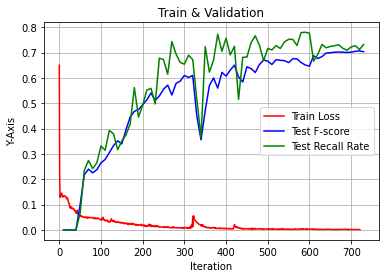 Train & Validation
0.8
0.7
0.6
0.5
0.4
0.3
0.2
0.1
0.0
Y-Axis
Train Loss
Test F-score
Test Recall Rate
0 100 200 300 400 500 600 700
Iteration